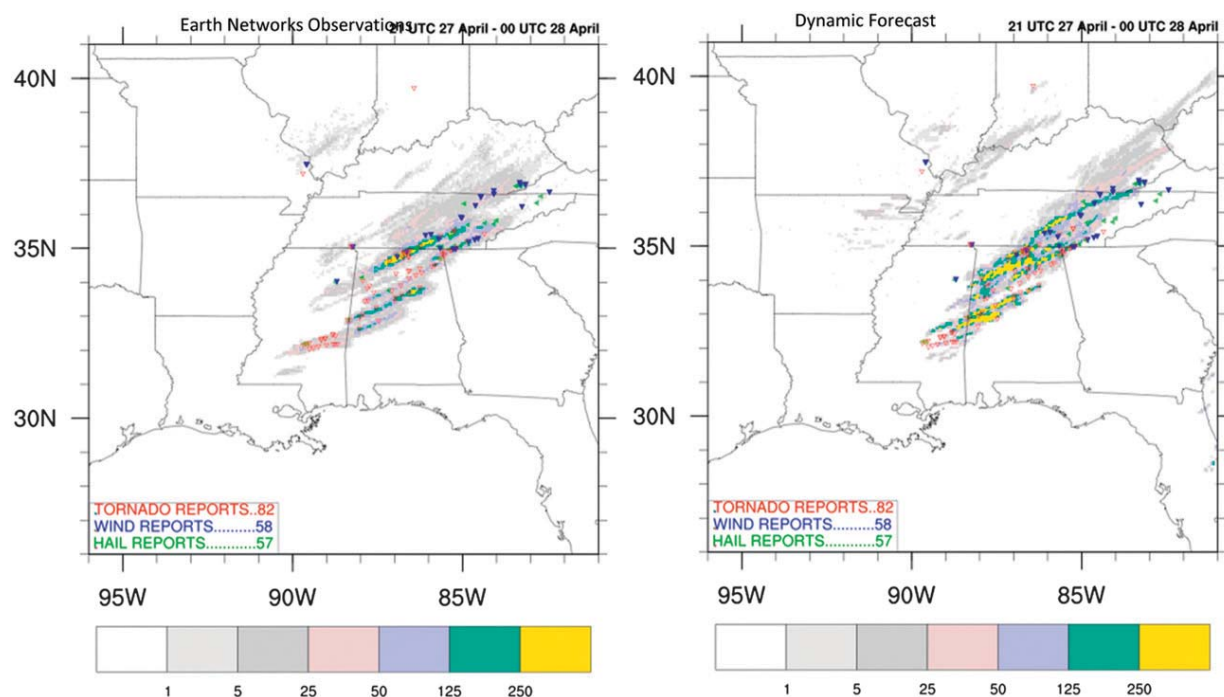 Earth Networks Observations
21 UTC 27 April - 00 UTC 28 April
40N
35N
30N
TORNADO REPORTS..82
WIND REPORTS..........58
HAIL REPORTS...........57
95W 90W 85W
1 5 25 50 125 250
Dynamic Forecast
21 UTC 27 April - 00 UTC 28 April
40N
35N
30N
TORNADO REPORTS..82
WIND REPORTS...........58
HAIL REPORTS............57
95W 90W 85W
1 5 25 50 125 250